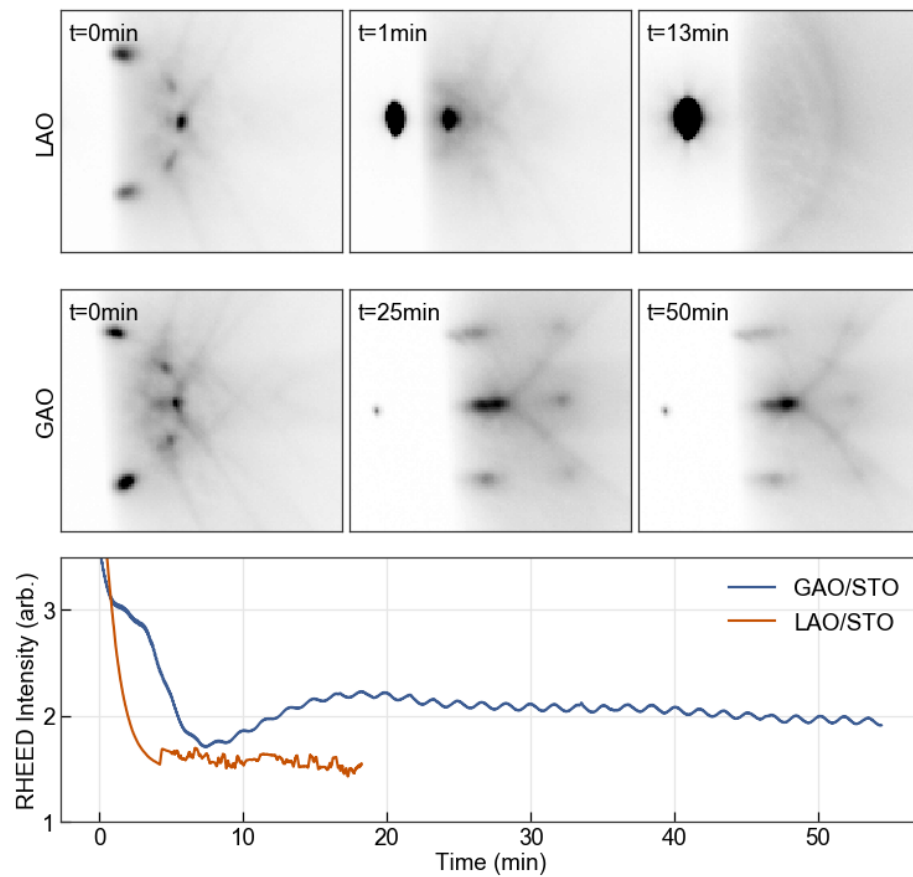 t=0min
t=1min
t=13min
LAO
t=0min
t=25min
t=50min
GAO
RHEED Intensity (arb.)
3
2
1
GAO/STO
LAO/STO
0
10
20
30
40
50
Time (min)